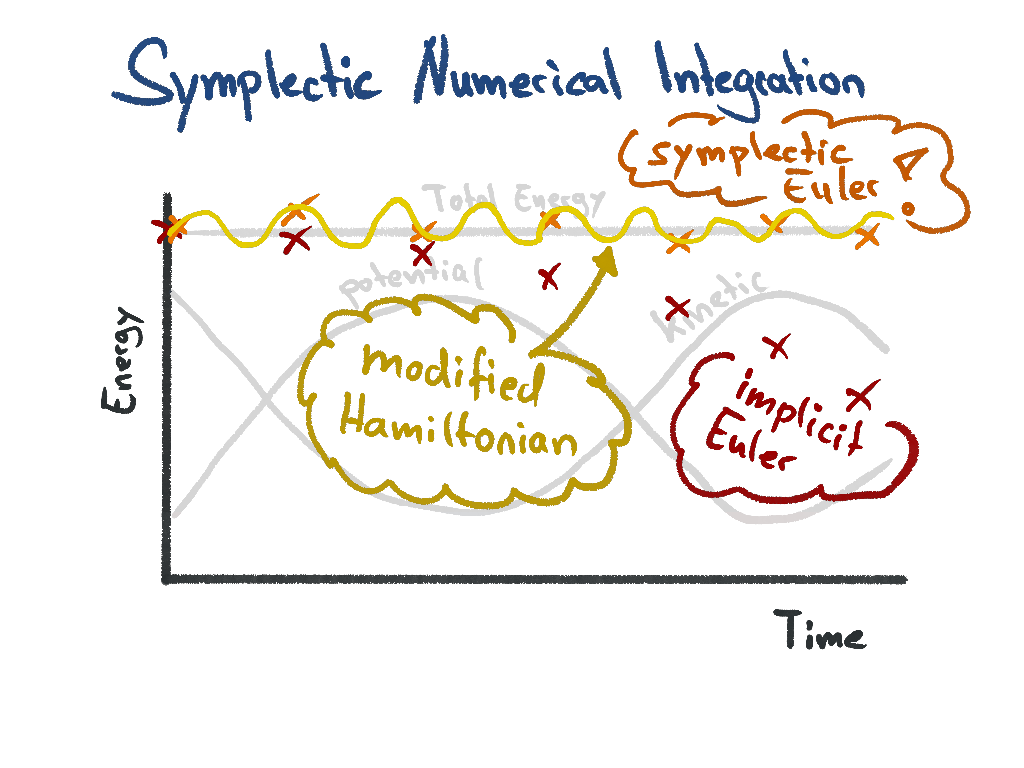 Symplectic Numerical Integration
symplectic
Euler
!
Total Energy
potential
kinetic
Energy
modified
Hamiltonian
implicit
Euler
Time